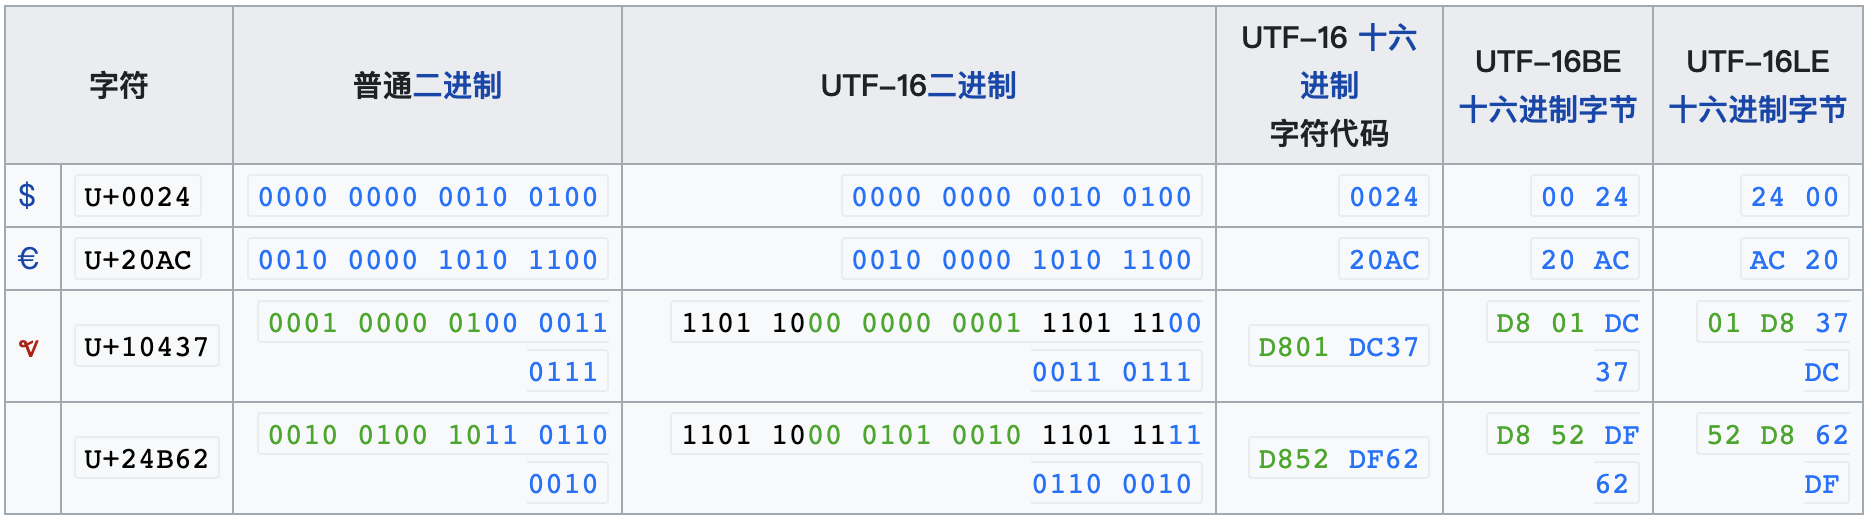 字符 普通二进制 UTF-16二进制 UTF-16 十六进制字符代码 UTF-16BE 十六进制字节 UTF-16LE 十六进制字节
$ U+0024 0000 0000 0010 0100 0000 0000 0010 0100 0024 00 24 24 00
€ U+20AC 0010 0000 1010 1100 0010 0000 1010 1100 20AC 20 AC AC 20
U+10437 0001 0000 0100 0011 0111 1101 1000 0000 0001 1101 1100 0011 0111 D801 DC37 D8 01 DC 37 01 D8 37 DC
U+24B62 0010 0100 1011 0110 0010 1101 1000 0101 0010 1101 1111 0110 0010 D852 DF62 D8 52 DF 62 52 D8 62 DF